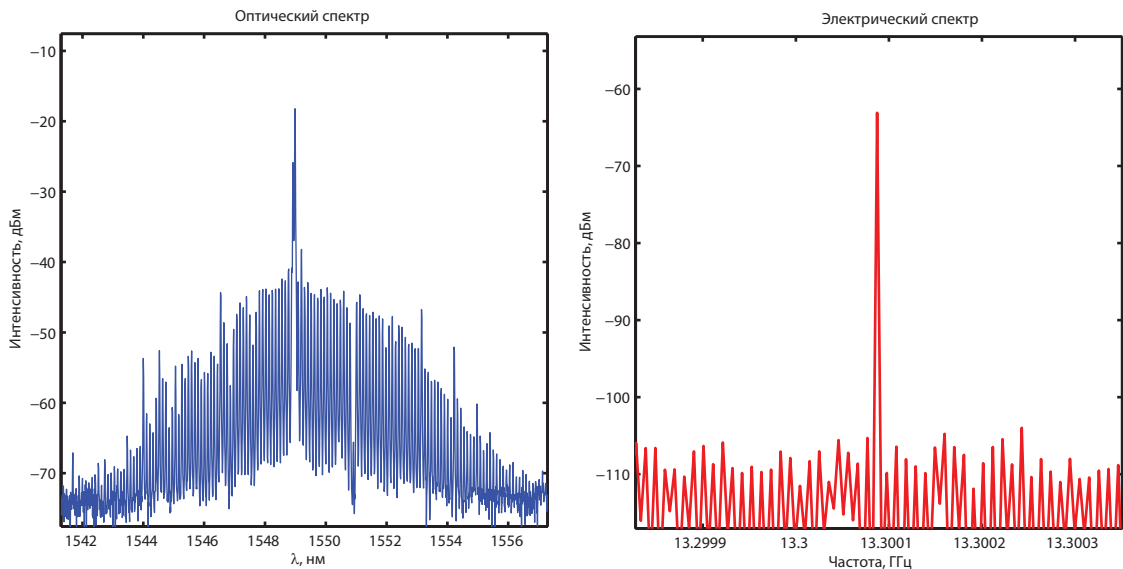 Оптический спектр
Интенсивность, дБм
−10
−20
−30
−40
−50
−60
−70
1542 1544 1546 1548 1550 1552 1554 1556
λ, нм
Электрический спектр
Интенсивность, дБм
−60
−70
−80
−90
−100
−110
13.2999 13.3 13.3001 13.3002 13.3003
Частота, ГГц